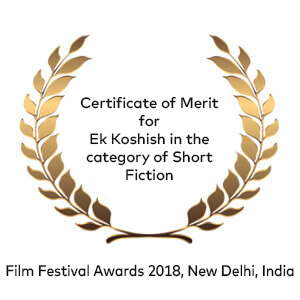 Certificate of Merit
for
Ek Koshish in the
category of Short
Fiction
Film Festival Awards 2018, New Delhi, India